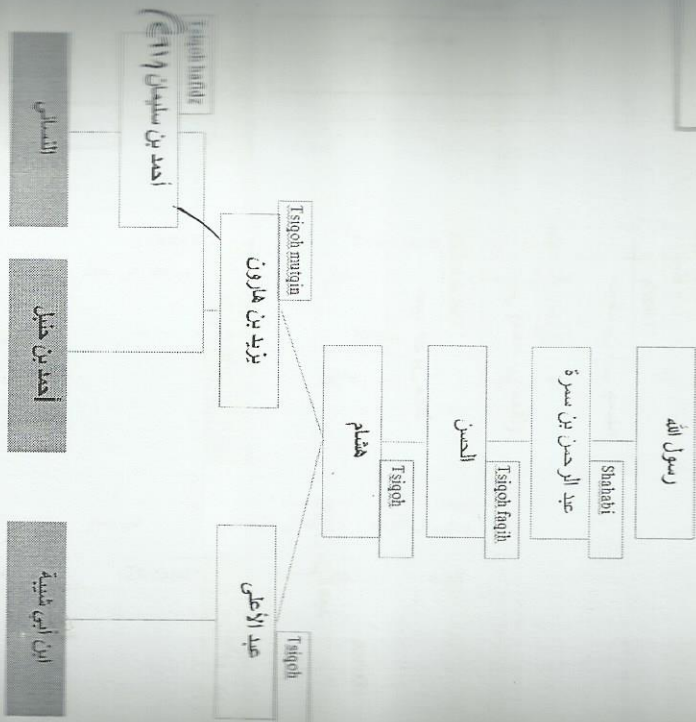 رسول الله
Shahabi
عبد الرحمن بن سمرة
Tsiqoh faqih
الحسن
Tsiqoh
هشام
Tsiqoh mutqin
يزيد بن هارون
Tsiqoh
عبد الأعلى
Tsiqoh hafidz
أحمد بن سليمان
النسائي
أحمد بن حنبل
ابن أبي شيبة